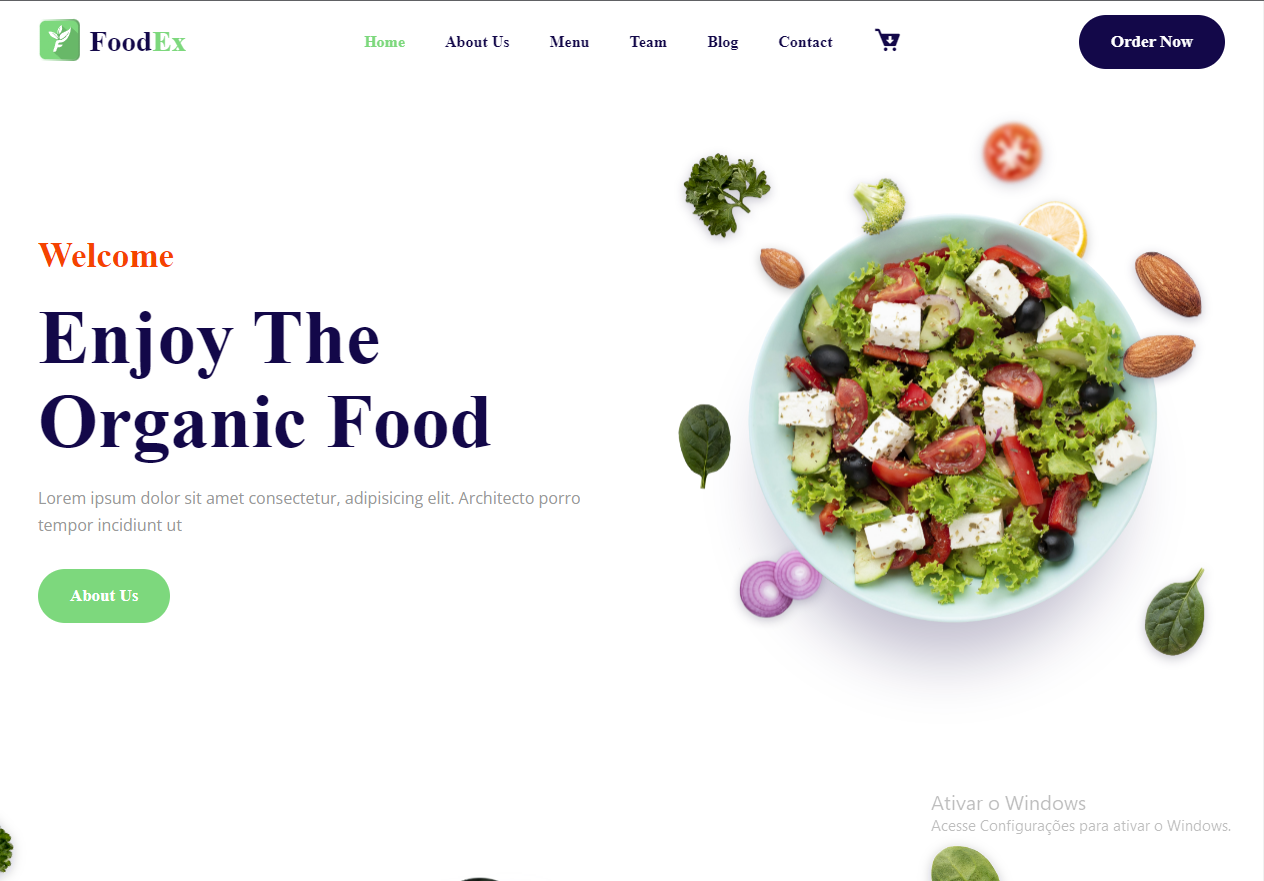 FoodEx
Home About Us Menu Team Blog Contact
Order Now
Welcome
Enjoy The
Organic Food
Lorem ipsum dolor sit amet consectetur, adipisicing elit. Architecto porro
tempor incidiunt ut
About Us
Ativar o Windows
Acesse Configurações para ativar o Windows.